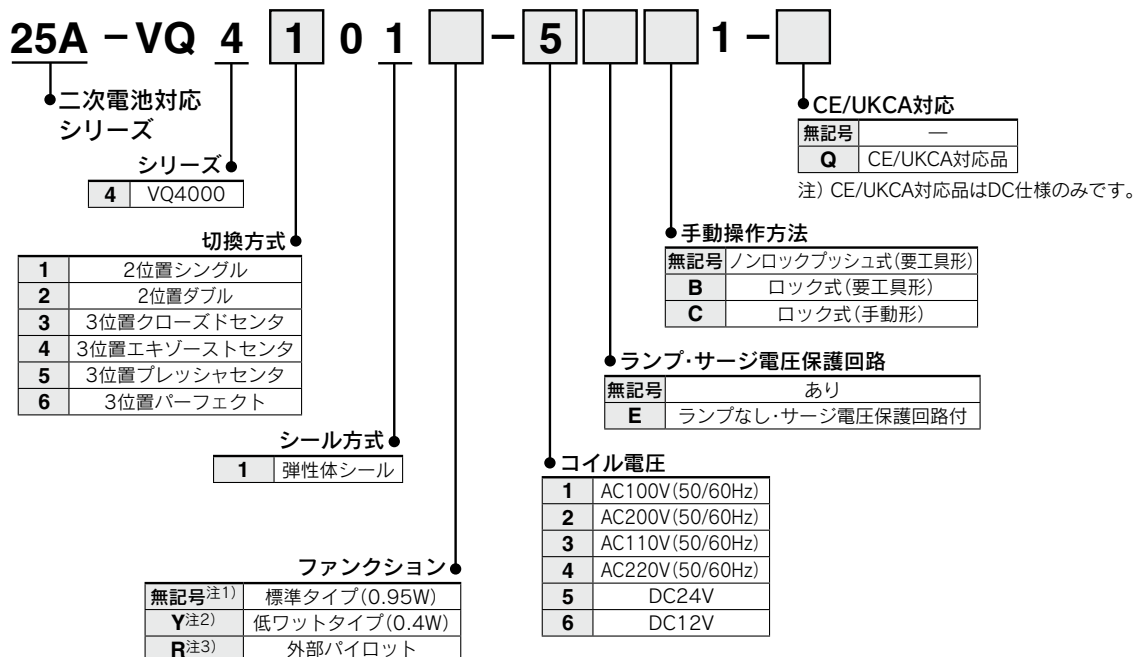 25A－VQ 4 1 0 1 － 5 1－
二次電池対応
シリーズ
CE/UKCA対応
無記号 ―
Q CE/UKCA対応品
注）CE/UKCA対応品はDC仕様のみです。
シリーズ
4 VQ4000
手動操作方法
無記号 ノンロックプッシュ式（要工具形）
B ロック式（要工具形）
C ロック式（手動形）
切換方式
1 2位置シングル
2 2位置ダブル
3 3位置クローズドセンタ
4 3位置エキゾーストセンタ
5 3位置プレッシャセンタ
6 3位置パーフェクト
ランプ・サージ電圧保護回路
無記号 あり
E ランプなし・サージ電圧保護回路付
シール方式
1 弾性体シール
コイル電圧
1 AC100V（50/60Hz）
2 AC200V（50/60Hz）
3 AC110V（50/60Hz）
4 AC220V（50/60Hz）
5 DC24V
6 DC12V
ファンクション
無記号注1） 標準タイプ（0.95W）
Y注2） 低ワットタイプ（0.4W）
R注3） 外部パイロット